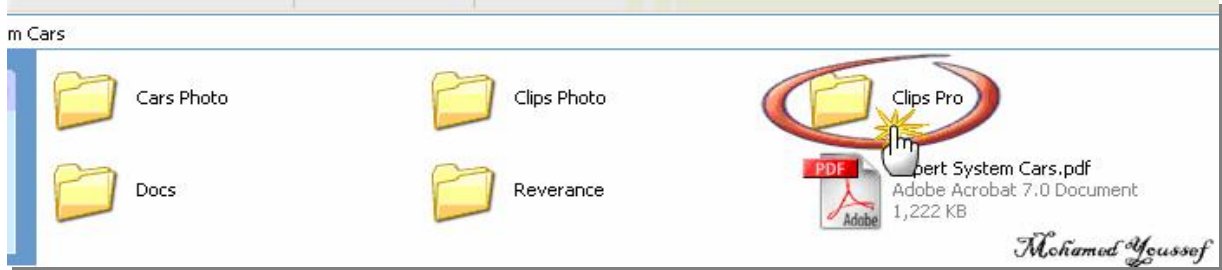 m Cars
Cars Photo
Clips Photo
Clips Pro
Docs
Reverance
PDF
Adobe
pert System Cars.pdf
Adobe Acrobat 7.0 Document
1,222 KB
Mohamed Youssef